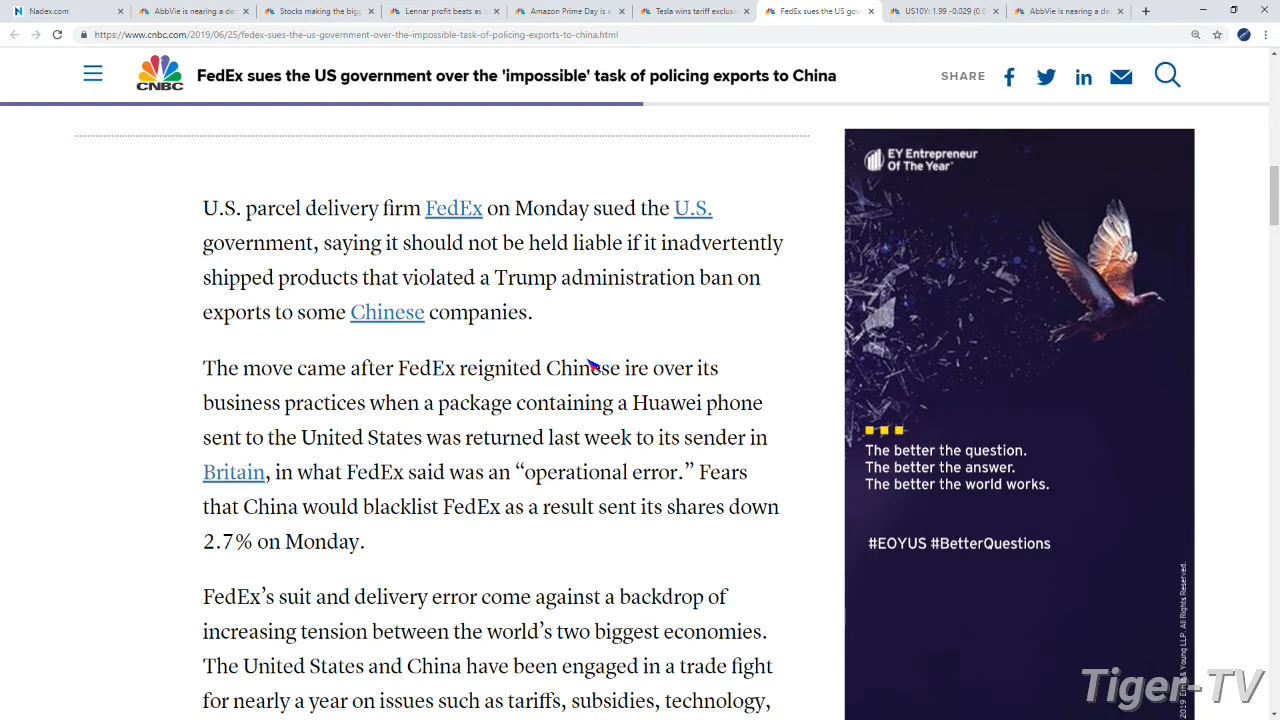 Nadex.com
AbbVie is nearing a de
Stocks making the bigg
Lennar profit beats as h
Amazon Prime Day is a
Tesla wins tariff exclus
FedEx sues the US gov
US10Y: 1.99 -0.029 (0.
AbbVie is nearing a de
https://www.cnbc.com/2019/06/25/fedex-sues-the-us-government-over-the-impossible-task-of-policing-exports-to-china.html
CNBC
FedEx sues the US government over the 'impossible' task of policing exports to China
SHARE
U.S. parcel delivery firm FedEx on Monday sued the U.S.
government, saying it should not be held liable if it inadvertently
shipped products that violated a Trump administration ban on
exports to some Chinese companies.
The move came after FedEx reignited Chinese ire over its
business practices when a package containing a Huawei phone
sent to the United States was returned last week to its sender in
Britain, in what FedEx said was an “operational error.” Fears
that China would blacklist FedEx as a result sent its shares down
2.7% on Monday.
FedEx’s suit and delivery error come against a backdrop of
increasing tension between the world’s two biggest economies.
The United States and China have been engaged in a trade fight
for nearly a year on issues such as tariffs, subsidies, technology,
EY Entrepreneur
Of The Year
The better the question.
The better the answer.
The better the world works.
#EOYUS #BetterQuestions
2019 Ernst & Young LLP. All Rights Reserved.
Tiger-TV